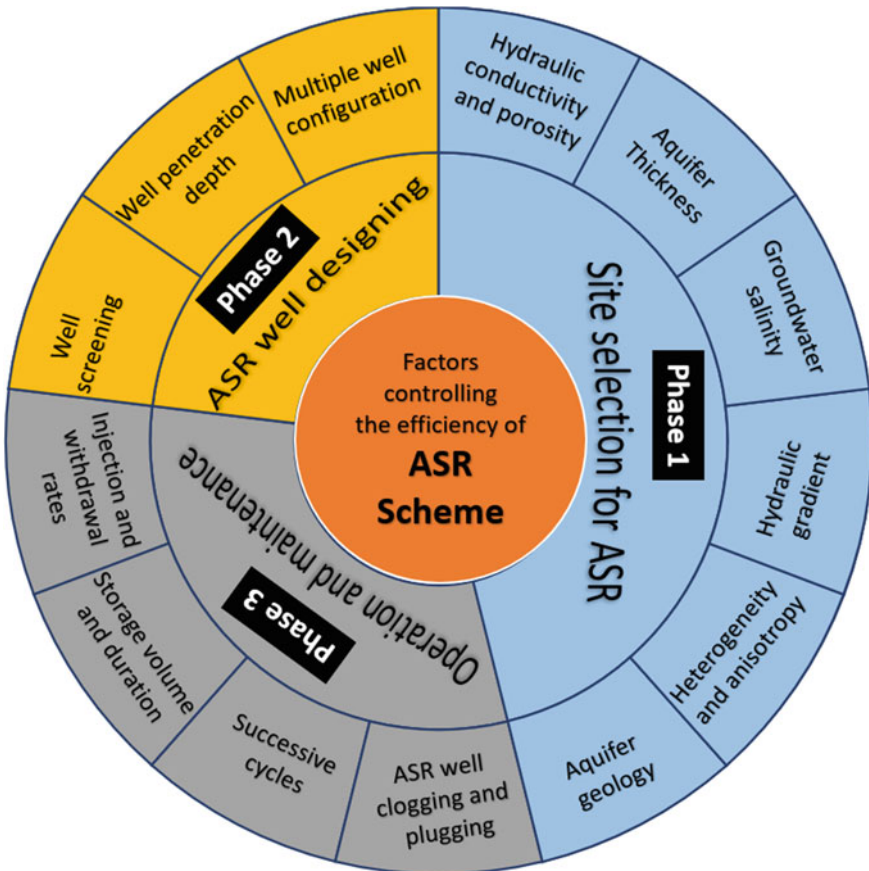 Factors
controlling
the efficiency of
ASR
Scheme
Phase 1
Site selection for ASR
Hydraulic
conductivity
and porosity
Aquifer
Thickness
Groundwater
salinity
Hydraulic
gradient
Heterogeneity
and anisotropy
Aquifer
geology
Phase 2
ASR well designing
Well
screening
Well penetration
depth
Multiple well
configuration
Phase 3
Operation and maintenance
Injection and
withdrawal
rates
Storage volume
and duration
Successive
cycles
ASR well
clogging and
plugging